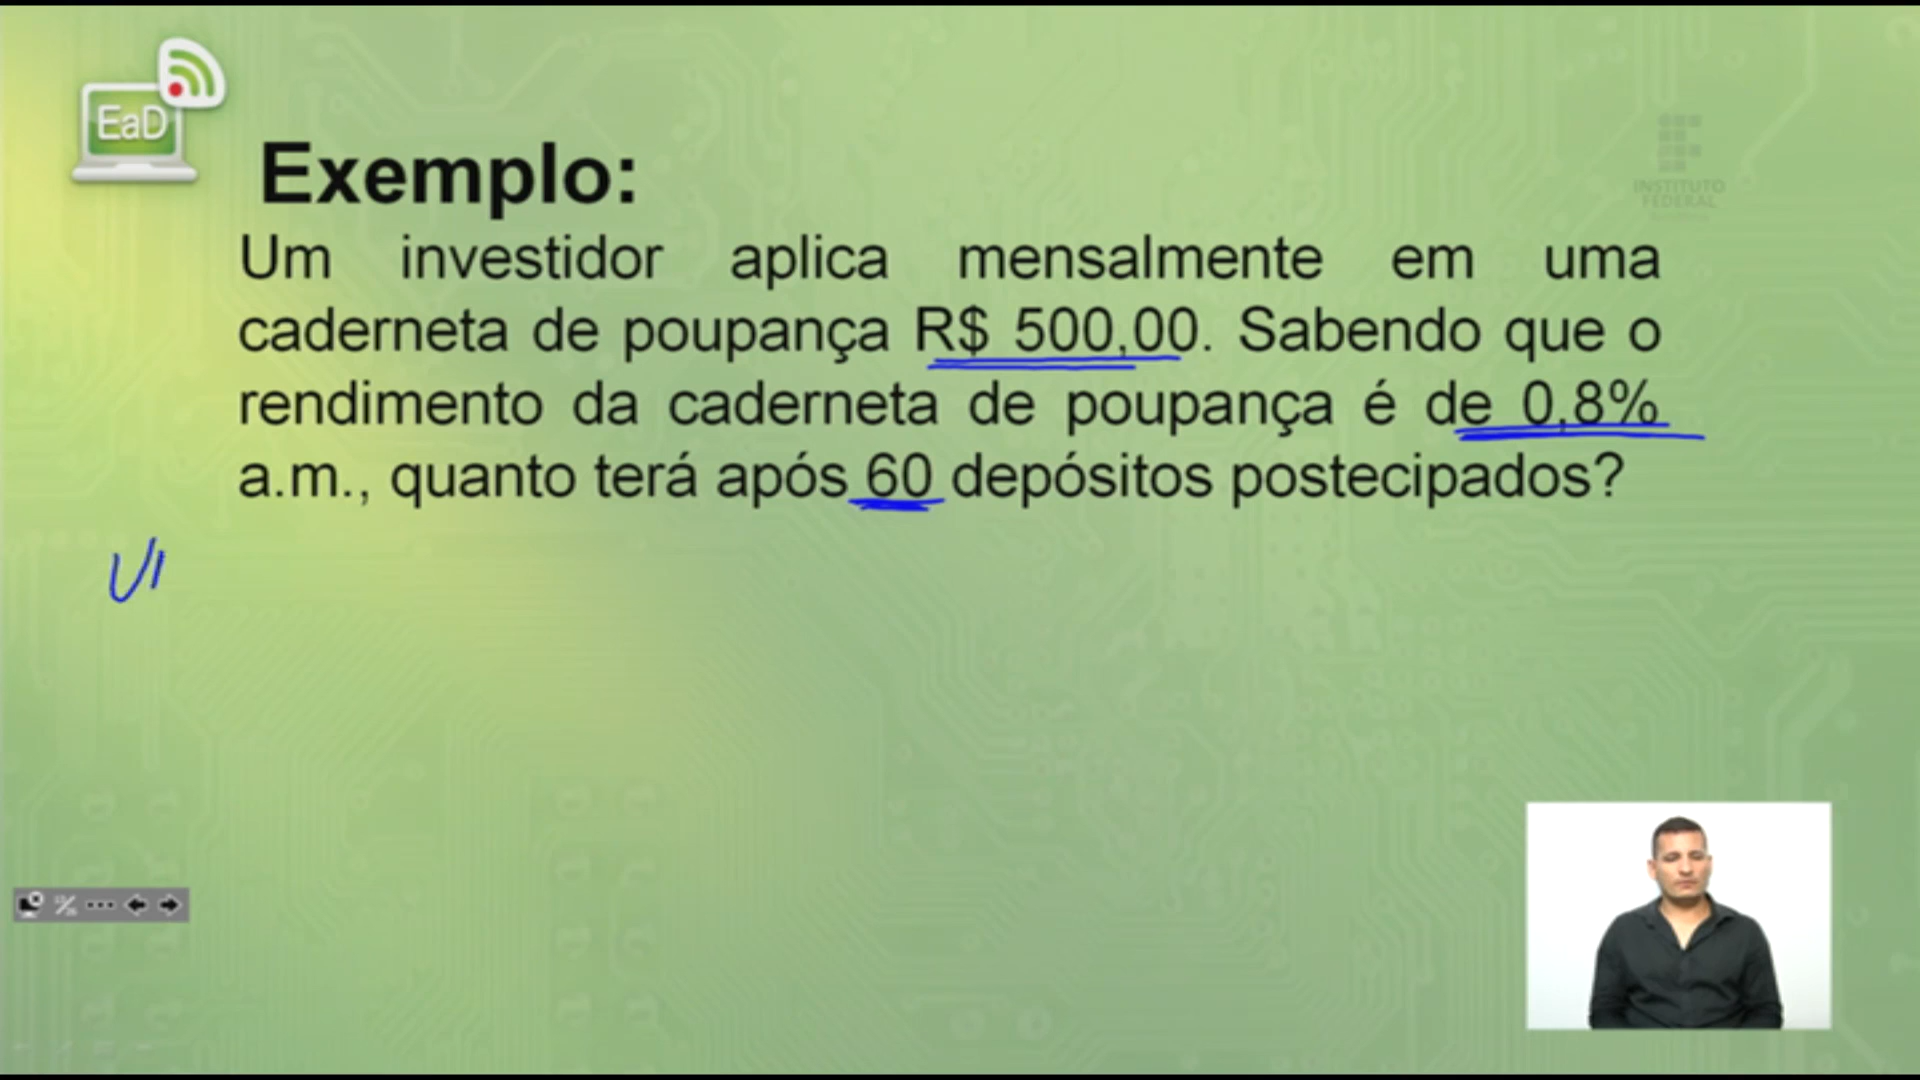 EaD
Exemplo:
INSTITUTO
FEDERAL
Um investidor aplica mensalmente em uma
caderneta de poupança R$ 500,00. Sabendo que o
rendimento da caderneta de poupança é de 0,8%
a.m., quanto terá após 60 depósitos postecipados?